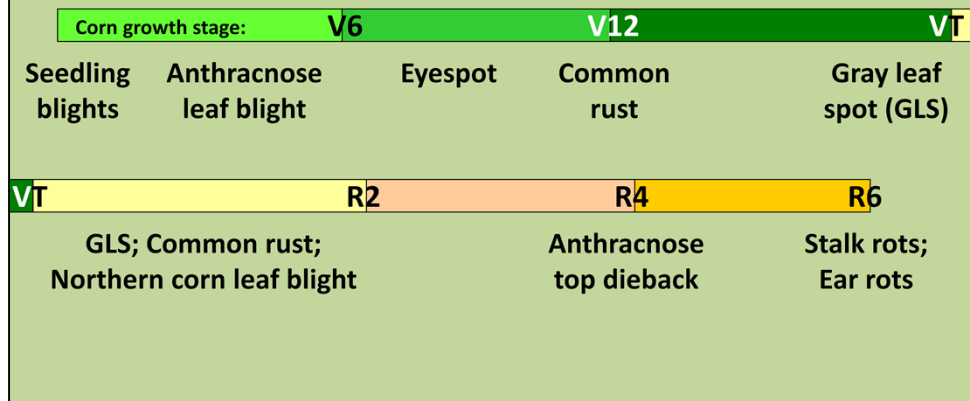 Corn growth stage: V6 V12 VT
Seedling Anthracnose Eyespot Common Gray leaf
blights leaf blight rust spot (GLS)
VT R2 R4 R6
GLS; Common rust; Anthracnose Stalk rots;
Northern corn leaf blight top dieback Ear rots